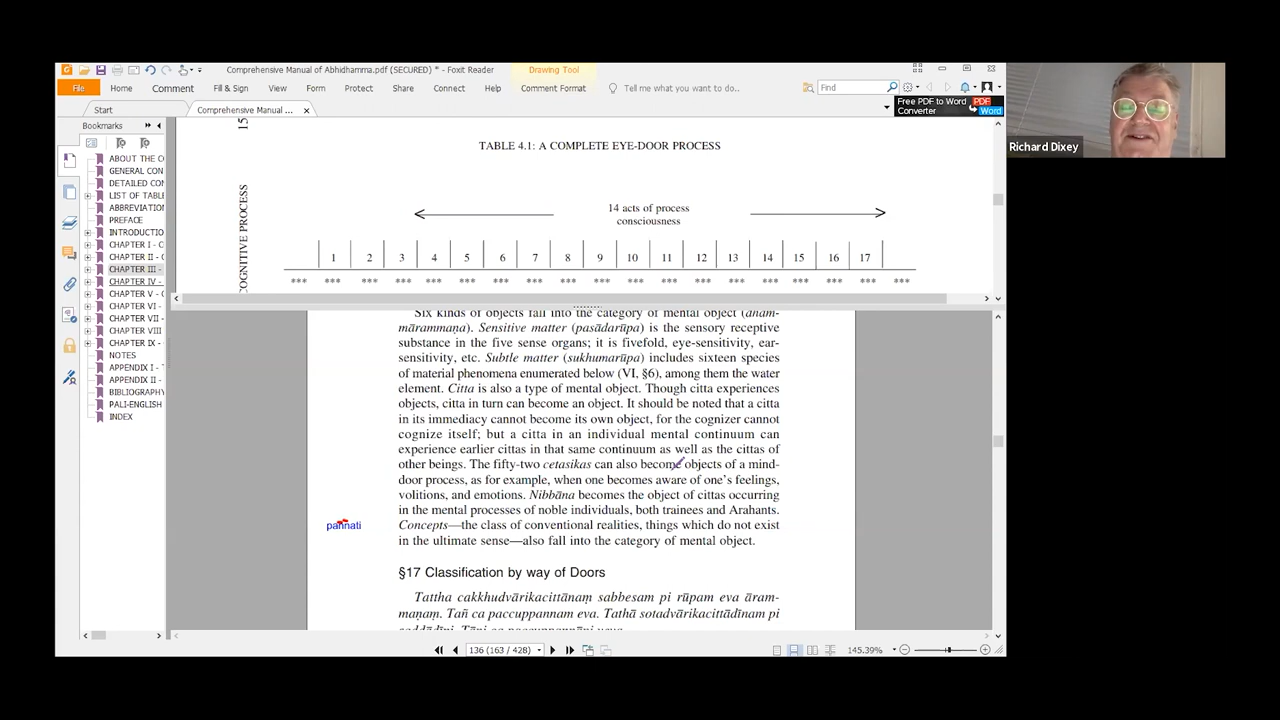 Comprehensive Manual of Abhidhamma.pdf (SECURED) * - Foxit Reader
Drawing Tool
File
Home
Comment
Fill & Sign
View
Form
Protect
Share
Connect
Help
Comment Format
Tell me what you want to do..
Find
Start
Comprehensive Manual ...
Free PDF to Word
Converter
PDF
Word
Bookmarks
ABOUT THE C
GENERAL CON
DETAILED CON
LIST OF TABLE
ABBREVIATION
PREFACE
INTRODUCTIO
CHAPTER I - C
CHAPTER II - C
CHAPTER III -
CHAPTER IV -
CHAPTER V - C
CHAPTER VI -
CHAPTER VII -
CHAPTER VIII
CHAPTER IX - C
NOTES
APPENDIX I -
APPENDIX II -
BIBLIOGRAPHY
PALI-ENGLISH
INDEX
COGNITIVE PROCESS
TABLE 4.1: A COMPLETE EYE-DOOR PROCESS
14 acts of process
consciousness
1 2 3 4 5 6 7 8 9 10 11 12 13 14 15 16 17
*** *** *** *** *** *** *** *** *** *** *** *** *** *** *** *** *** *** ***
Six kinds of objects fall into the category of mental object (dham-
mārammaṇa). Sensitive matter (pasādarūpa) is the sensory receptive
substance in the five sense organs; it is fivefold, eye-sensitivity, ear-
sensitivity, etc. Subtle matter (sukhumarūpa) includes sixteen species
of material phenomena enumerated below (VI, §6), among them the water
element. Citta is also a type of mental object. Though citta experiences
objects, citta in turn can become an object. It should be noted that a citta
in its immediacy cannot become its own object, for the cognizer cannot
cognize itself; but a citta in an individual mental continuum can
experience earlier cittas in that same continuum as well as the cittas of
other beings. The fifty-two cetasikas can also become objects of a mind-
door process, as for example, when one becomes aware of one's feelings,
volitions, and emotions. Nibbāna becomes the object of cittas occurring
in the mental processes of noble individuals, both trainees and Arahants.
Concepts—the class of conventional realities, things which do not exist
in the ultimate sense—also fall into the category of mental object.
pannati
§17 Classification by way of Doors
Tattha cakkhudvārikacittānaṃ sabbesam pi rūpam eva āram-
maṇaṃ. Tañ ca paccuppannam eva. Tathā sotadvārikacittādīnam pi
136 (163 / 428)
145.39%
Richard Dixey